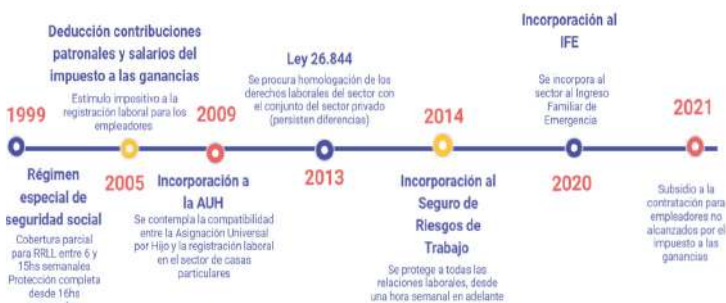 1999
Régimen
especial de
seguridad social
Cobertura parcial
para RRLL entre 6 y
15hs semanales
Protección completa
desde 16hs
Deducción contribuciones
patronales y salarios del
impuesto a las ganancias
Estímulo impositivo a la
registración laboral para los
empleadores
2005
2009
Incorporación a
la AUH
Se contempla la compatibilidad
entre la Asignación Universal
por Hijo y la registración laboral
en el sector de casas
particulares
Ley 26.844
Se procura homologación de los
derechos laborales del sector con
el conjunto del sector privado
(persisten diferencias)
2013
2014
Incorporación al
Seguro de
Riesgos de
Trabajo
Se protege a todas las
relaciones laborales, desde
una hora semanal en adelante
Incorporación al
IFE
Se incorpora al
sector al Ingreso
Familiar de
Emergencia
2020
2021
Subsidio a la
contratación para
empleadores no
alcanzados por el
impuesto a las
ganancias